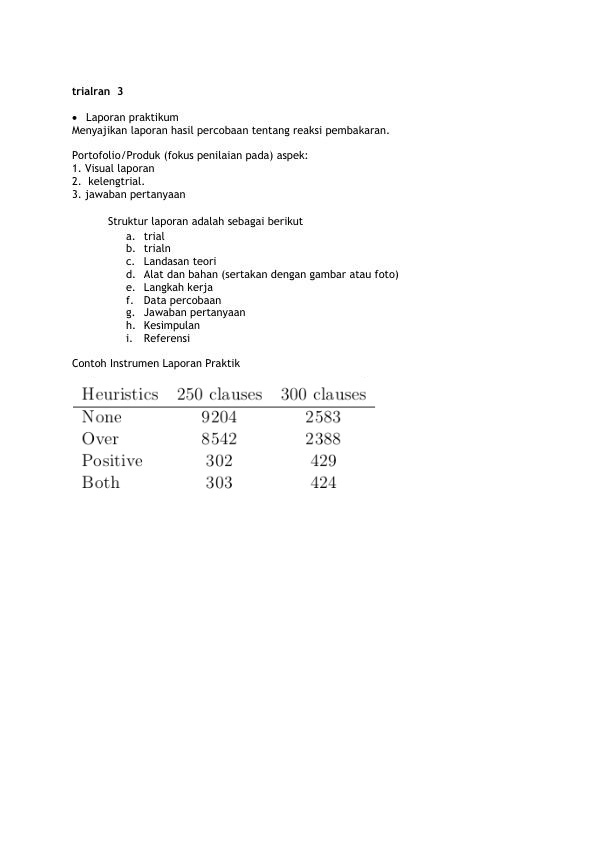 trialran 3
• Laporan praktikum
Menyajikan laporan hasil percobaan tentang reaksi pembakaran.
Portofolio/Produk (fokus penilaian pada) aspek:
1. Visual laporan
2. kelengtrial.
3. jawaban pertanyaan
Struktur laporan adalah sebagai berikut
a. trial
b. trialn
c. Landasan teori
d. Alat dan bahan (sertakan dengan gambar atau foto)
e. Langkah kerja
f. Data percobaan
g. Jawaban pertanyaan
h. Kesimpulan
i. Referensi
Contoh Instrumen Laporan Praktik
Heuristics 250 clauses 300 clauses
None 9204 2583
Over 8542 2388
Positive 302 429
Both 303 424